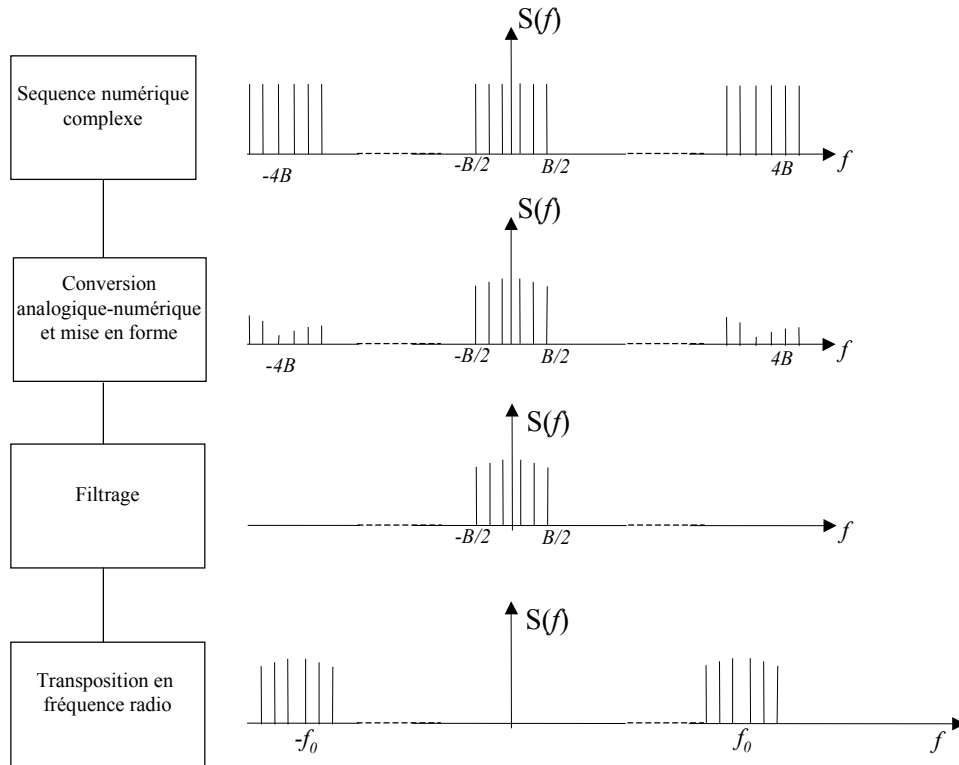 S(f)
Sequence numérique
complexe
-4B
-B/2
B/2
4B
f
S(f)
Conversion
analogique-numérique
et mise en forme
-4B
-B/2
B/2
4B
f
S(f)
Filtrage
-B/2
B/2
f
S(f)
Transposition en
fréquence radio
-f0
f0
f